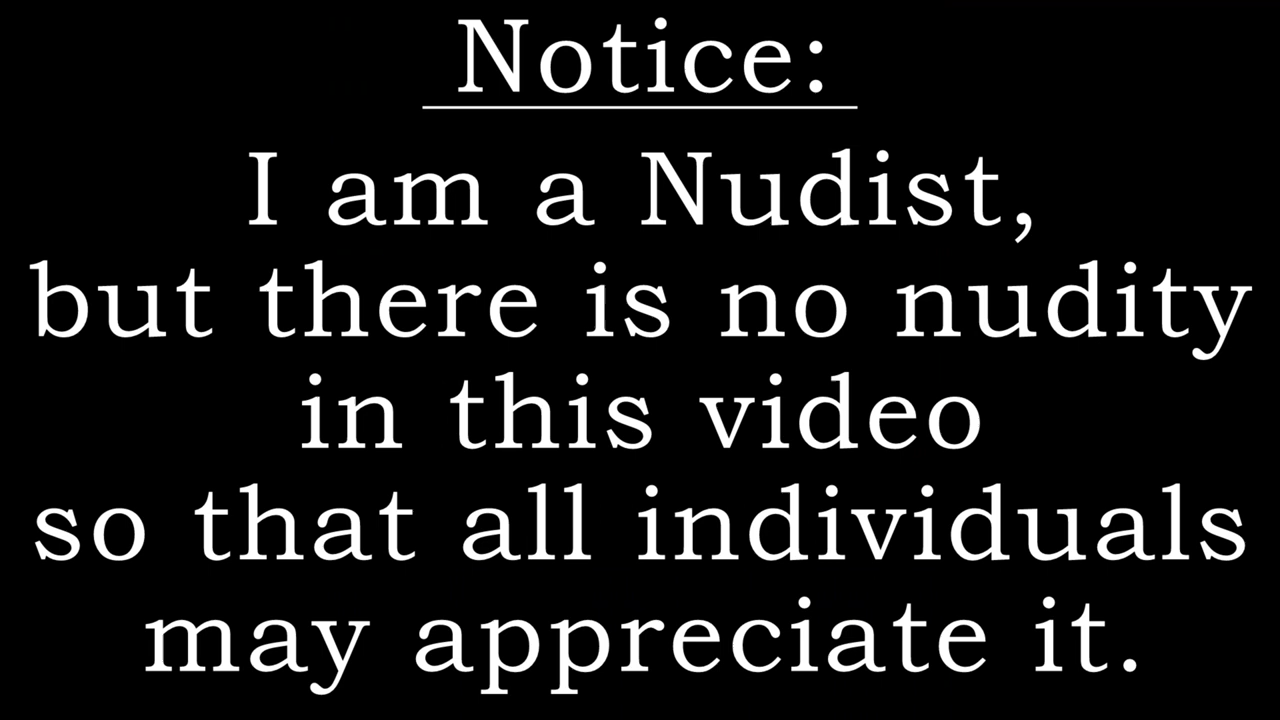 Notice:
I am a Nudist,
but there is no nudity
in this video
so that all individuals
may appreciate it.